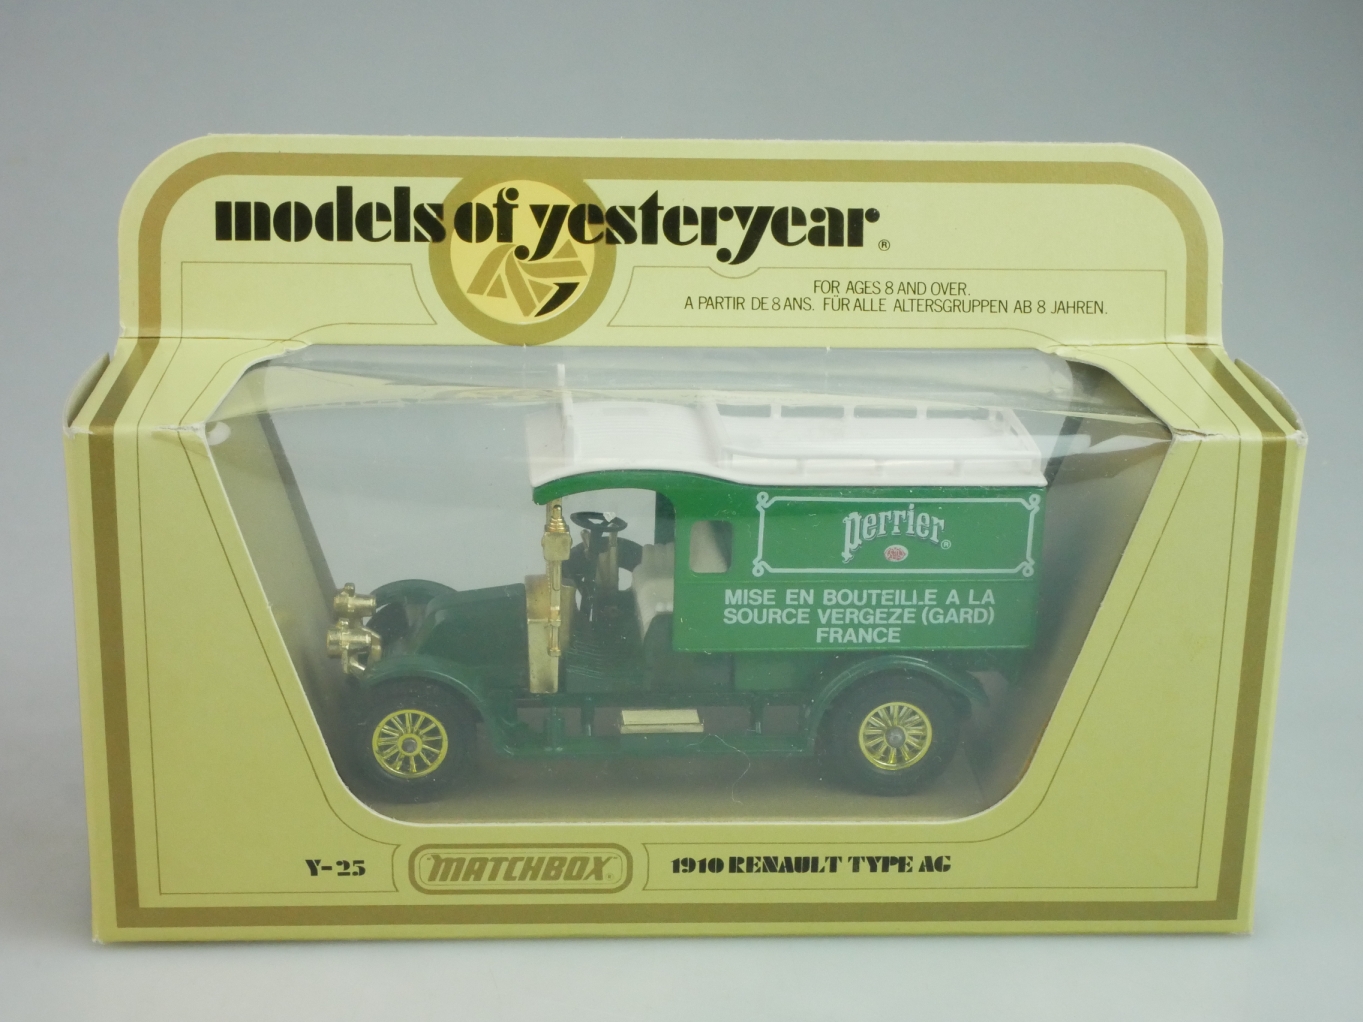 models of yesteryear®
FOR AGES 8 AND OVER.
A PARTIR DE 8 ANS. FÜR ALLE ALTERSGRUPPEN AB 8 JAHREN.
perrier®
MISE EN BOUTEILLE A LA
SOURCE VERGEZE (GARD)
FRANCE
Y-25
MATCHBOX
1910 RENAULT TYPE AG